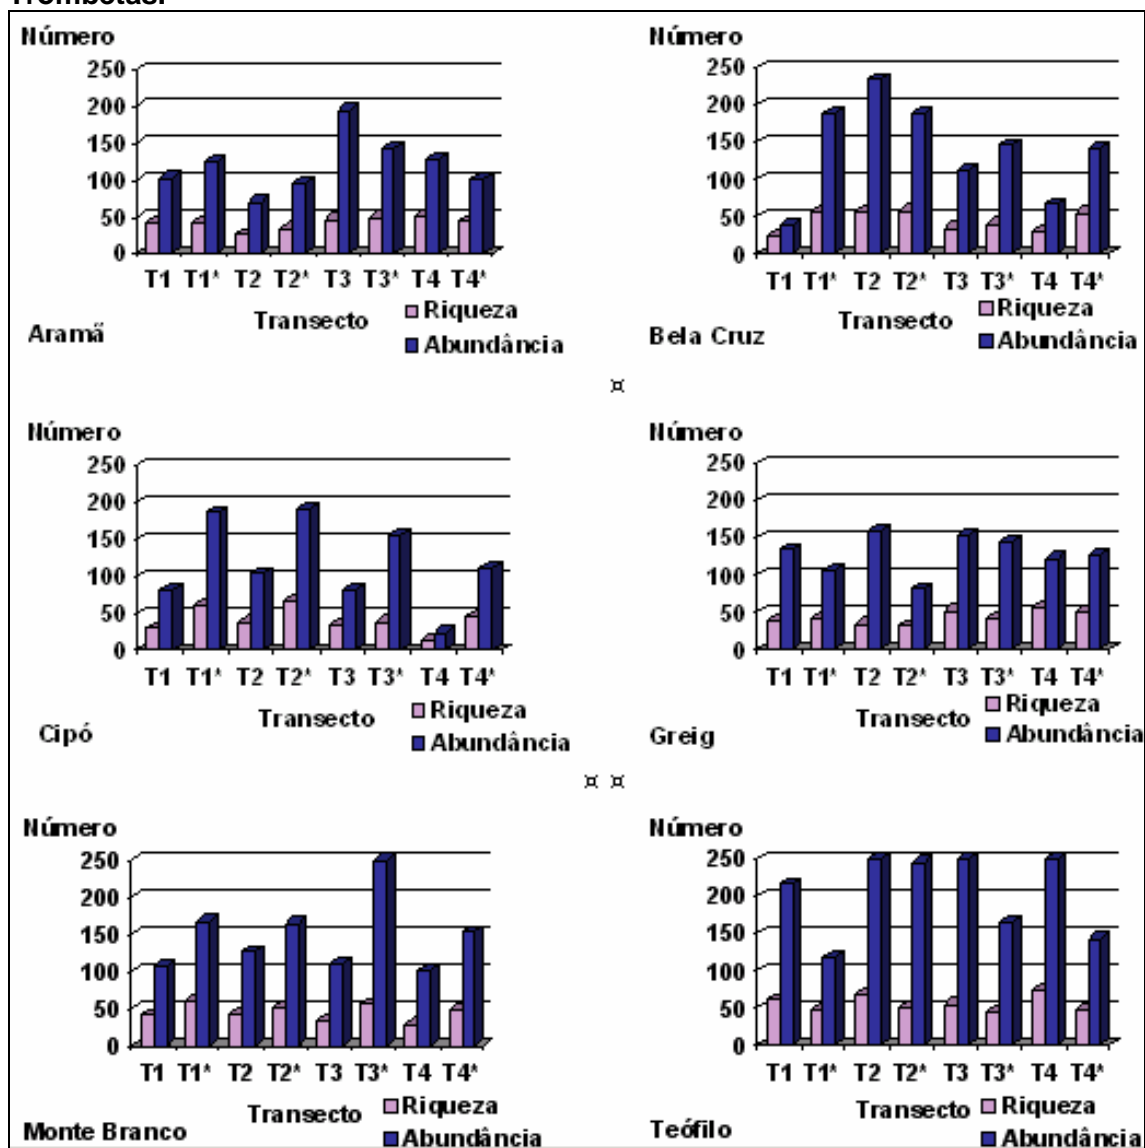 Trombetas.
Número
250
200
150
100
50
0
T1 T1* T2 T2* T3 T3* T4 T4*
Transecto
Riqueza
Abundância
Aramã
Número
250
200
150
100
50
0
T1 T1* T2 T2* T3 T3* T4 T4*
Transecto
Riqueza
Abundância
Bela Cruz
¤
Número
250
200
150
100
50
0
T1 T1* T2 T2* T3 T3* T4 T4*
Transecto
Riqueza
Abundância
Cipó
Número
250
200
150
100
50
0
T1 T1* T2 T2* T3 T3* T4 T4*
Transecto
Riqueza
Abundância
Greig
¤ ¤
Número
250
200
150
100
50
0
T1 T1* T2 T2* T3 T3* T4 T4*
Transecto
Riqueza
Abundância
Monte Branco
Número
250
200
150
100
50
0
T1 T1* T2 T2* T3 T3* T4 T4*
Transecto
Riqueza
Abundância
Teófilo